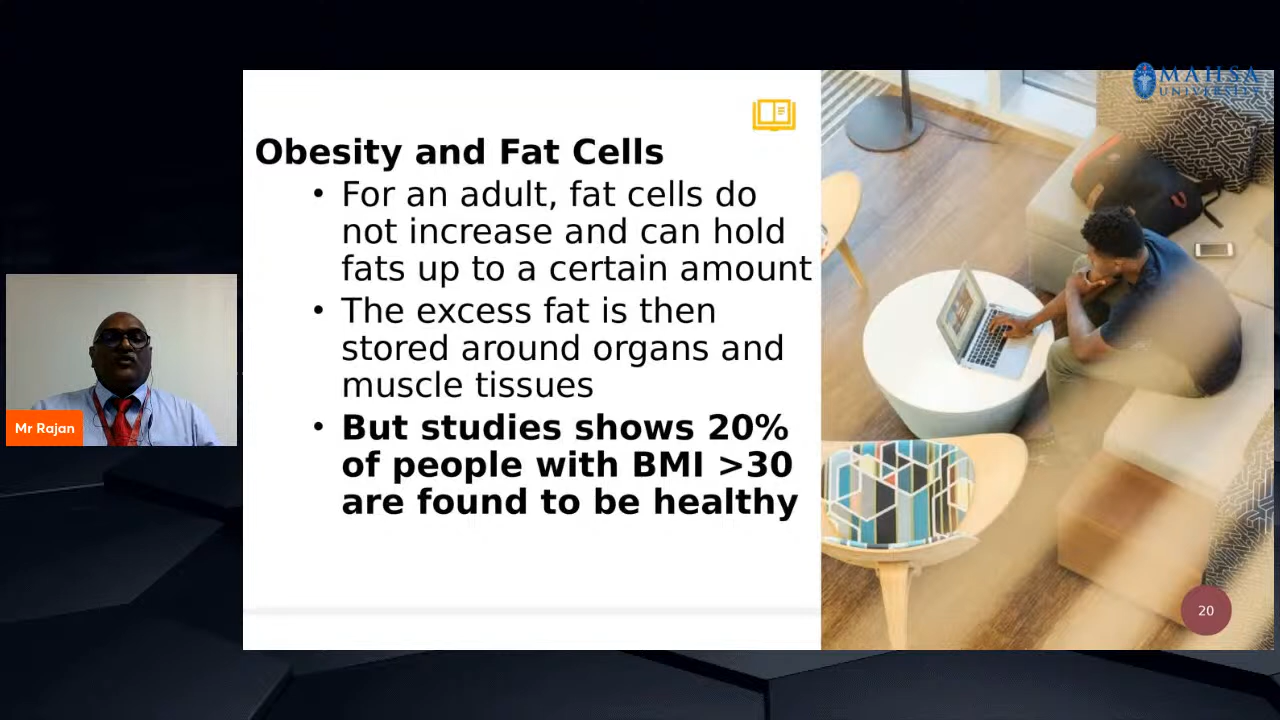 MAHSA
UNIVERSITY
Obesity and Fat Cells
• For an adult, fat cells do
not increase and can hold
fats up to a certain amount
• The excess fat is then
stored around organs and
muscle tissues
• But studies shows 20%
of people with BMI >30
are found to be healthy
Mr Rajan
20